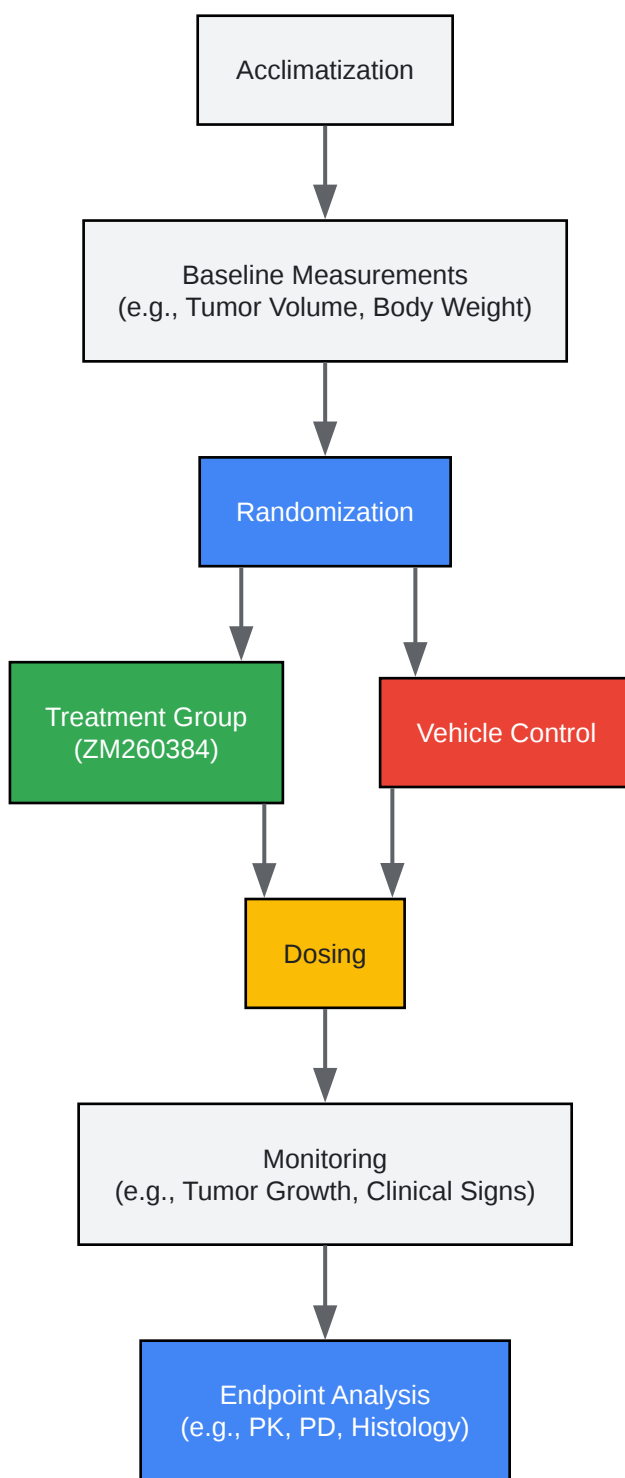 Acclimatization
Baseline Measurements
(e.g., Tumor Volume, Body Weight)
Randomization
Treatment Group
(ZM260384)
Vehicle Control
Dosing
Monitoring
(e.g., Tumor Growth, Clinical Signs)
Endpoint Analysis
(e.g., PK, PD, Histology)